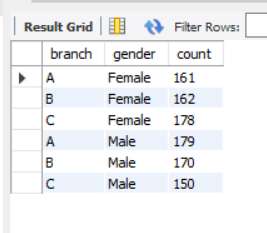 Result Grid Filter Rows:
branch gender count
A Female 161
B Female 162
C Female 178
A Male 179
B Male 170
C Male 150